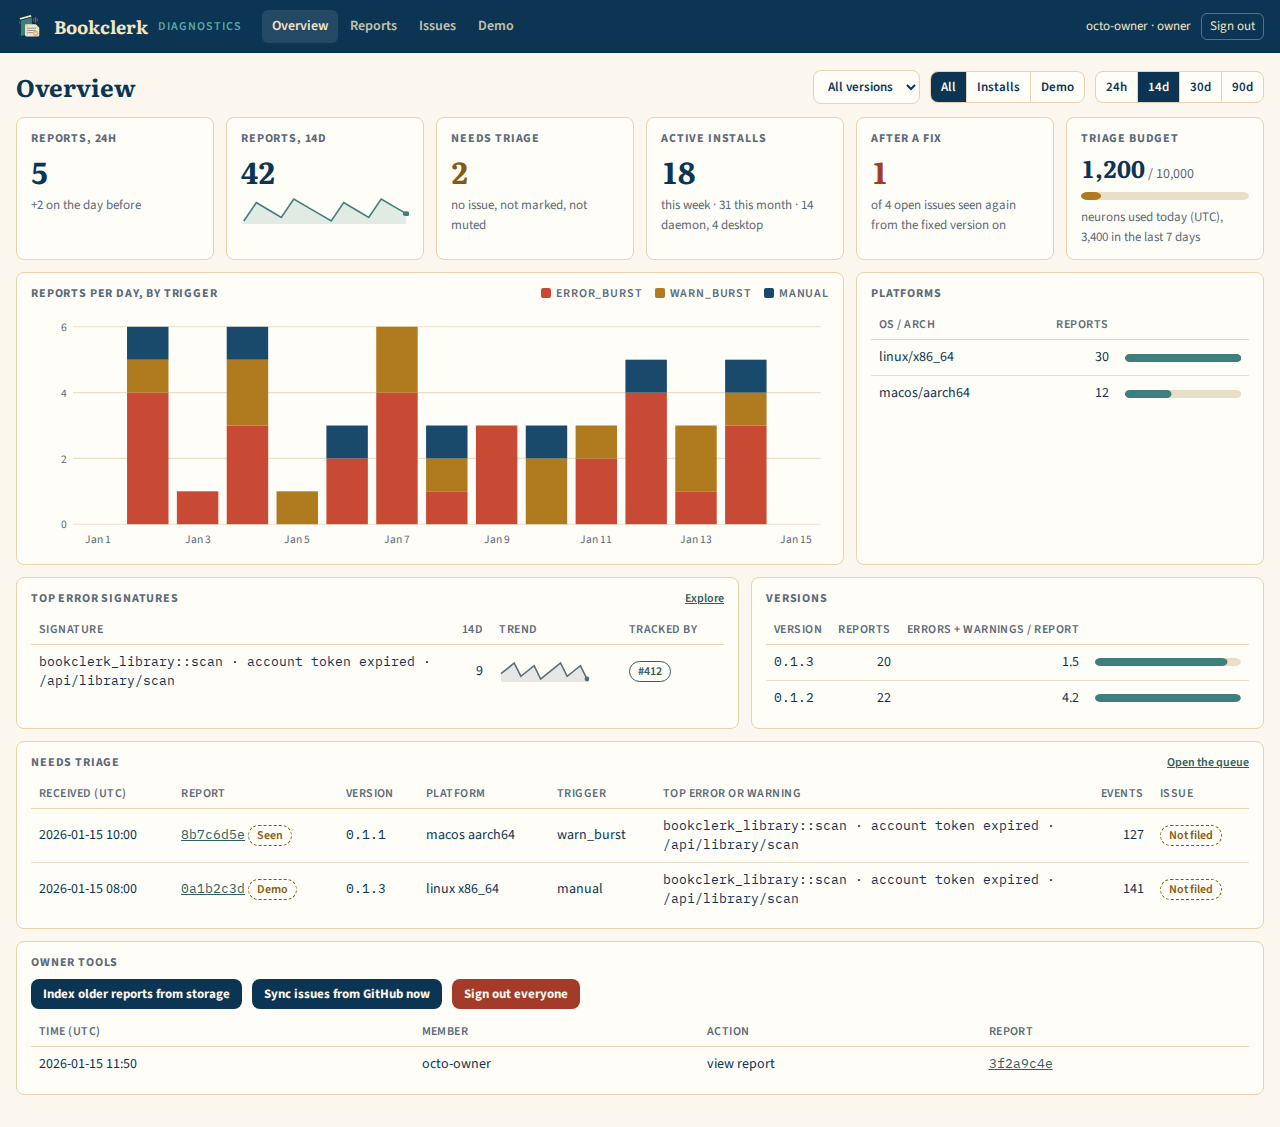 Bookclerk DIAGNOSTICS Overview Reports Issues Demo octo-owner · owner Sign out
Overview All versions All Installs Demo 24h 14d 30d 90d
REPORTS, 24H
5
+2 on the day before
REPORTS, 14D
42
NEEDS TRIAGE
2
no issue, not marked, not
muted
ACTIVE INSTALLS
18
this week · 31 this month · 14
daemon, 4 desktop
AFTER A FIX
1
of 4 open issues seen again
from the fixed version on
TRIAGE BUDGET
1,200 / 10,000
neurons used today (UTC),
3,400 in the last 7 days
REPORTS PER DAY, BY TRIGGER ERROR_BURST WARN_BURST MANUAL
6
4
2
0
Jan 1 Jan 3 Jan 5 Jan 7 Jan 9 Jan 11 Jan 13 Jan 15
PLATFORMS
OS / ARCH REPORTS
linux/x86_64 30
macos/aarch64 12
TOP ERROR SIGNATURES Explore
SIGNATURE 14D TREND TRACKED BY
bookclerk_library::scan · account token expired ·
/api/library/scan
9 #412
VERSIONS
VERSION REPORTS ERRORS + WARNINGS / REPORT
0.1.3 20 1.5
0.1.2 22 4.2
NEEDS TRIAGE Open the queue
RECEIVED (UTC) REPORT VERSION PLATFORM TRIGGER TOP ERROR OR WARNING EVENTS ISSUE
2026-01-15 10:00 8b7c6d5e Seen 0.1.1 macos aarch64 warn_burst bookclerk_library::scan · account token expired ·
/api/library/scan
127 Not filed
2026-01-15 08:00 0a1b2c3d Demo 0.1.3 linux x86_64 manual bookclerk_library::scan · account token expired ·
/api/library/scan
141 Not filed
OWNER TOOLS
Index older reports from storage Sync issues from GitHub now Sign out everyone
TIME (UTC) MEMBER ACTION REPORT
2026-01-15 11:50 octo-owner view report 3f2a9c4e